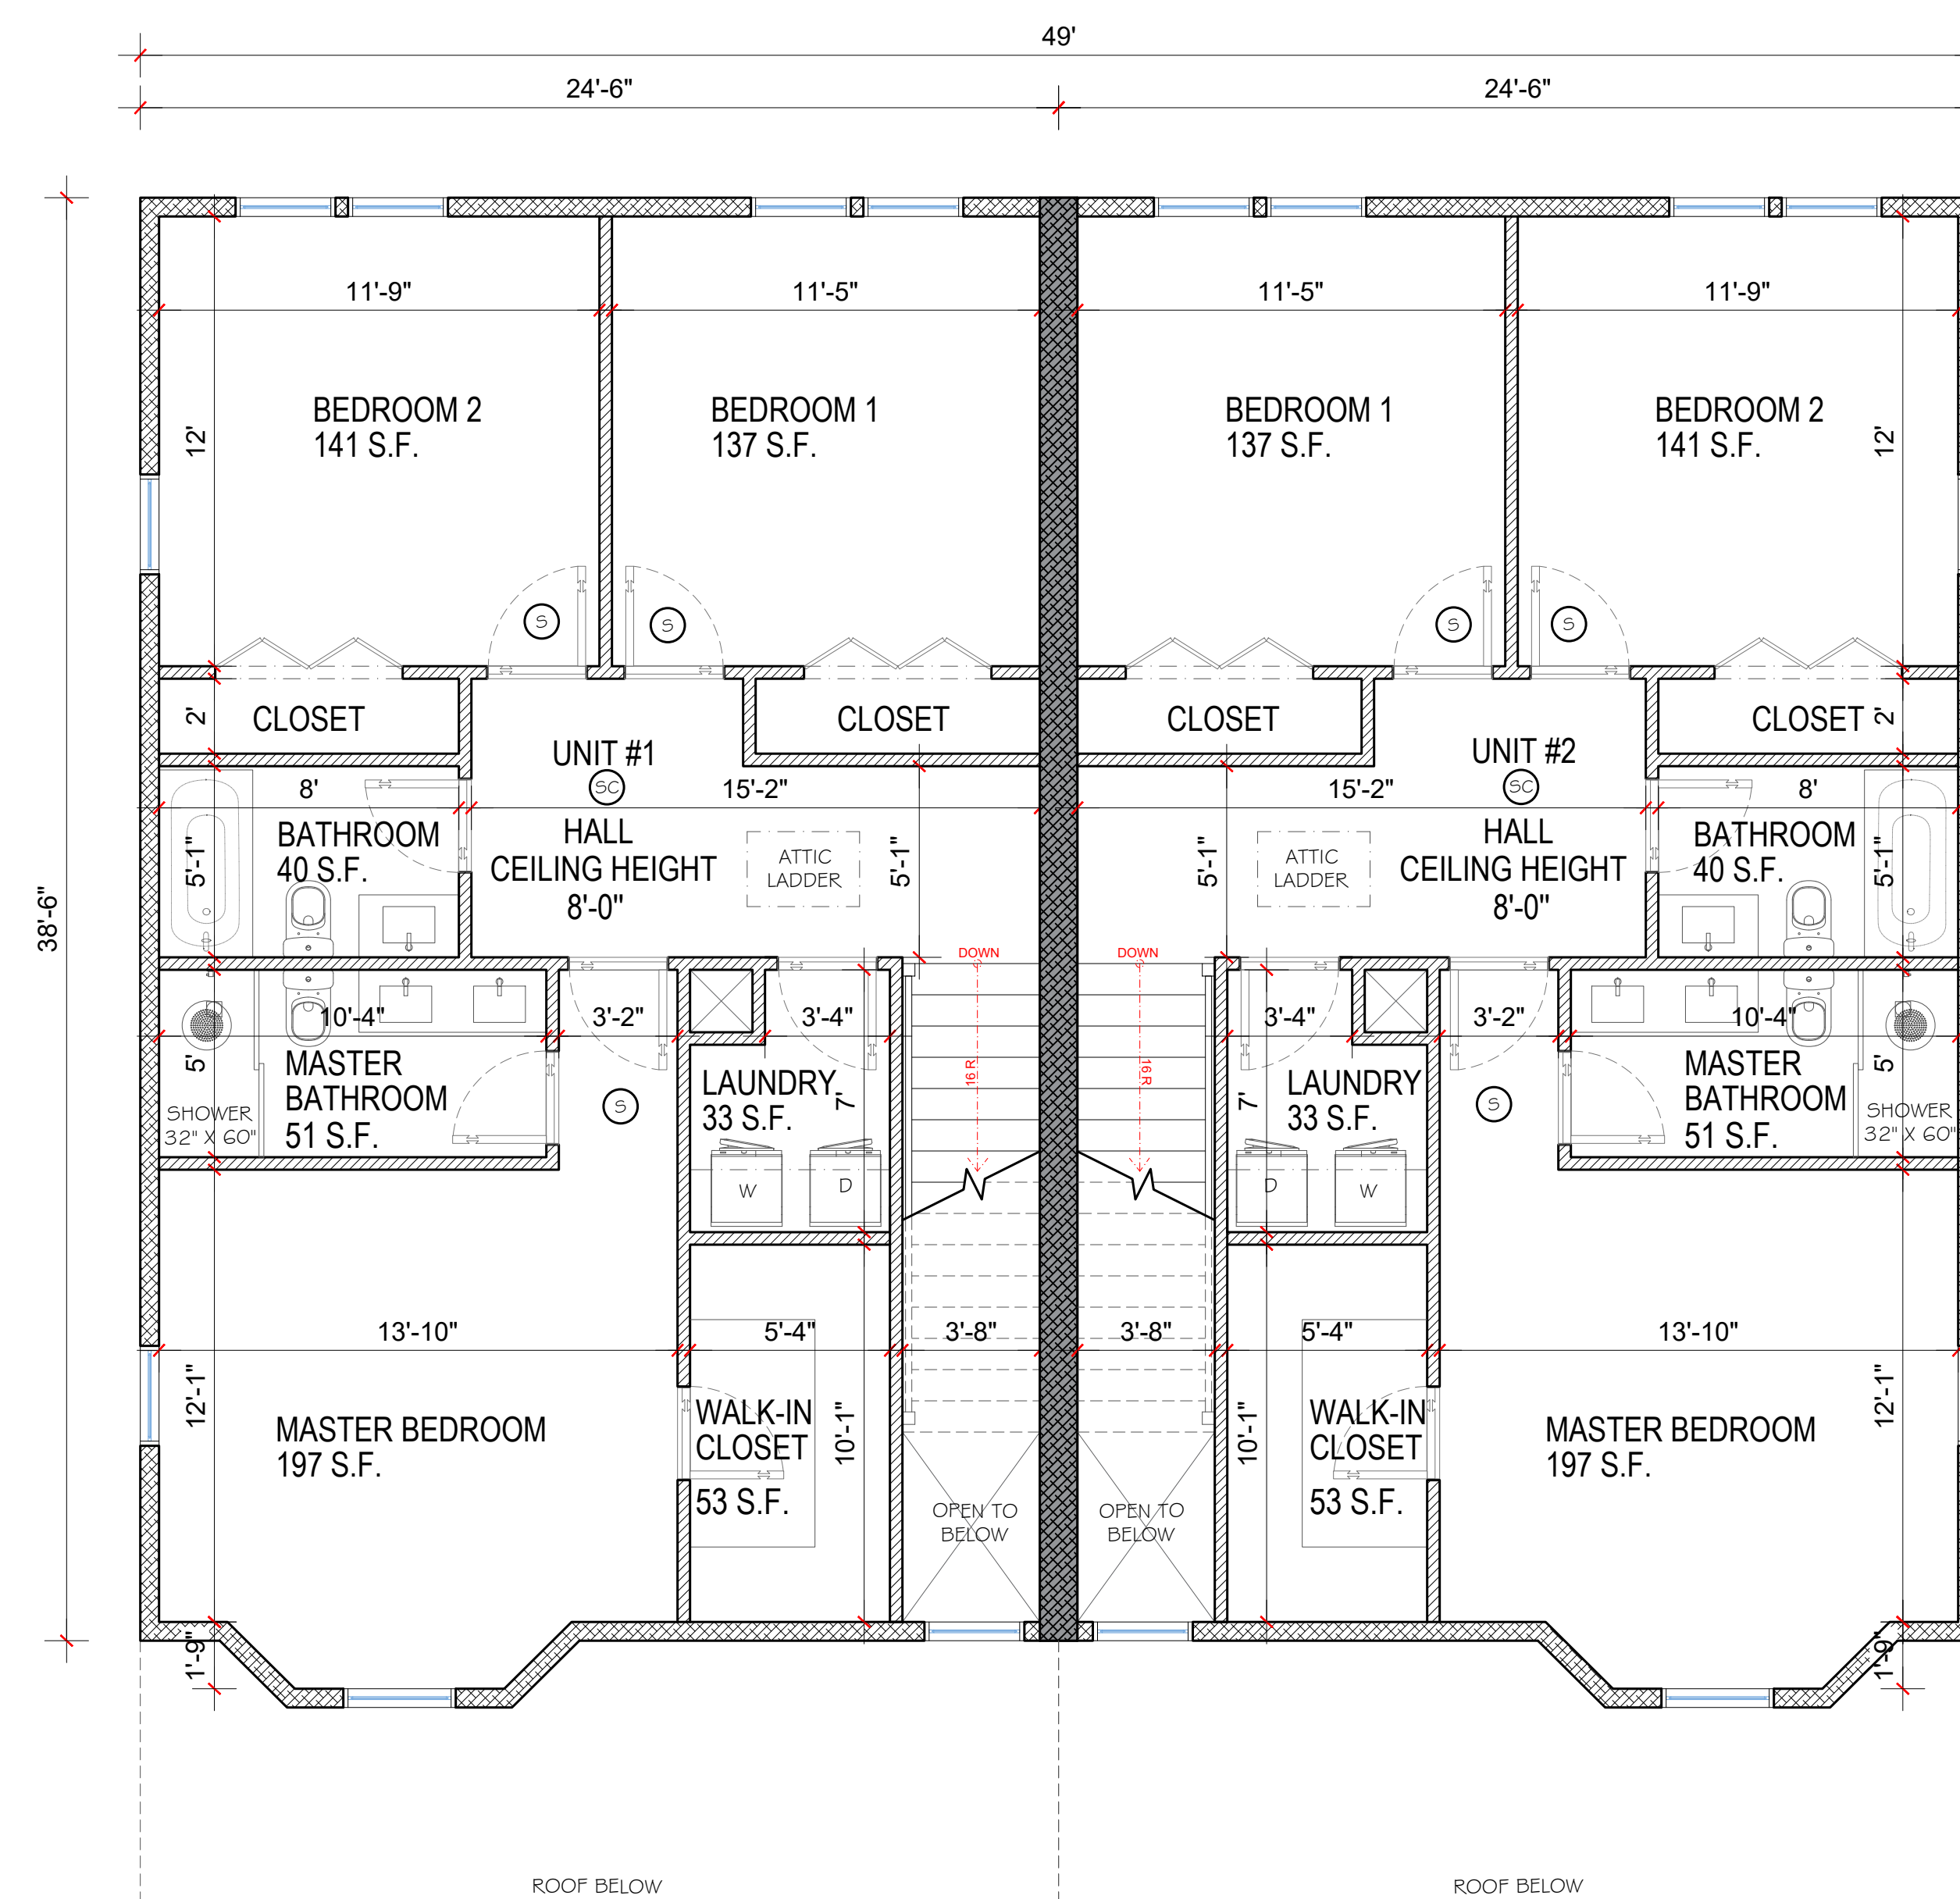 49'
24'-6"
24'-6"
11'-9"
11'-5"
11'-5"
11'-9"
BEDROOM 2
141 S.F.
BEDROOM 1
137 S.F.
BEDROOM 1
137 S.F.
BEDROOM 2
141 S.F.
12'
12'
S
S
S
S
2'
CLOSET
CLOSET
CLOSET
CLOSET
2'
UNIT #1
SC
UNIT #2
SC
8'
15'-2"
15'-2"
8'
5'-1"
BATHROOM
40 S.F.
HALL
CEILING HEIGHT
8'-0"
ATTIC
LADDER
5'-1"
5'-1"
ATTIC
LADDER
HALL
CEILING HEIGHT
8'-0"
BATHROOM
40 S.F.
5'-1"
38'-6"
DOWN
DOWN
10'-4"
3'-2"
3'-4"
3'-4"
3'-2"
10'-4"
5'
MASTER
BATHROOM
51 S.F.
SHOWER
32" X 60"
S
LAUNDRY
33 S.F.
7'
16 R
16 R
7'
LAUNDRY
33 S.F.
S
MASTER
BATHROOM
51 S.F.
5'
SHOWER
32" X 60"
W
D
D
W
13'-10"
5'-4"
3'-8"
3'-8"
5'-4"
13'-10"
12'-1"
MASTER BEDROOM
197 S.F.
WALK-IN
CLOSET
53 S.F.
10'-1"
OPEN TO
BELOW
OPEN TO
BELOW
10'-1"
WALK-IN
CLOSET
53 S.F.
MASTER BEDROOM
197 S.F.
12'-1"
1'-9"
1'-9"
ROOF BELOW
ROOF BELOW